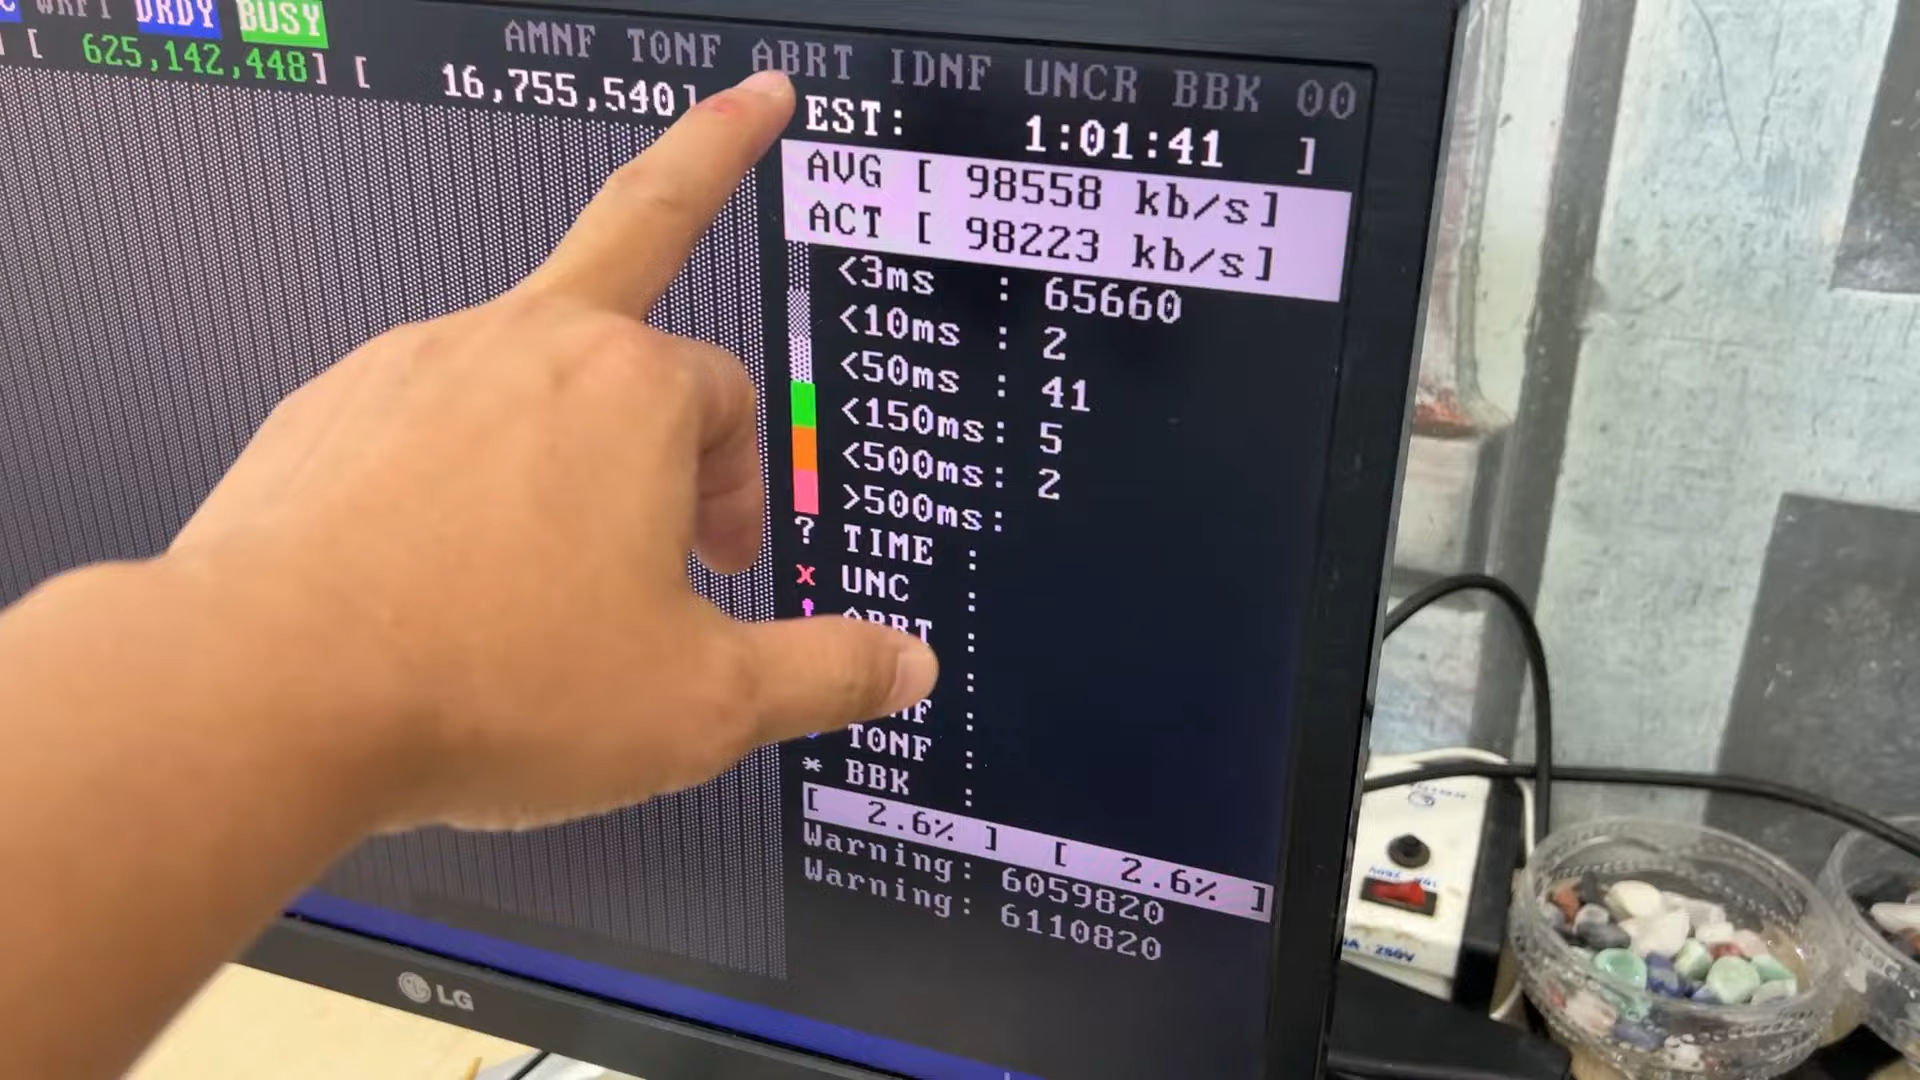 DRDY BUSY
[ 625,142,448] [ 16,755,540]
AMNF TONF ABRT IDNF UNCR BBK 00
EST: 1:01:41 ]
AVG [ 98558 kb/s]
ACT [ 98223 kb/s]
<3ms : 65660
<10ms : 2
<50ms : 41
<150ms: 5
<500ms: 2
>500ms:
? TIME :
x UNC :
ABRT :
:
:
TONF :
* BBK :
[ 2.6% ] [ 2.6% ]
Warning: 6059820
Warning: 6110820
LG